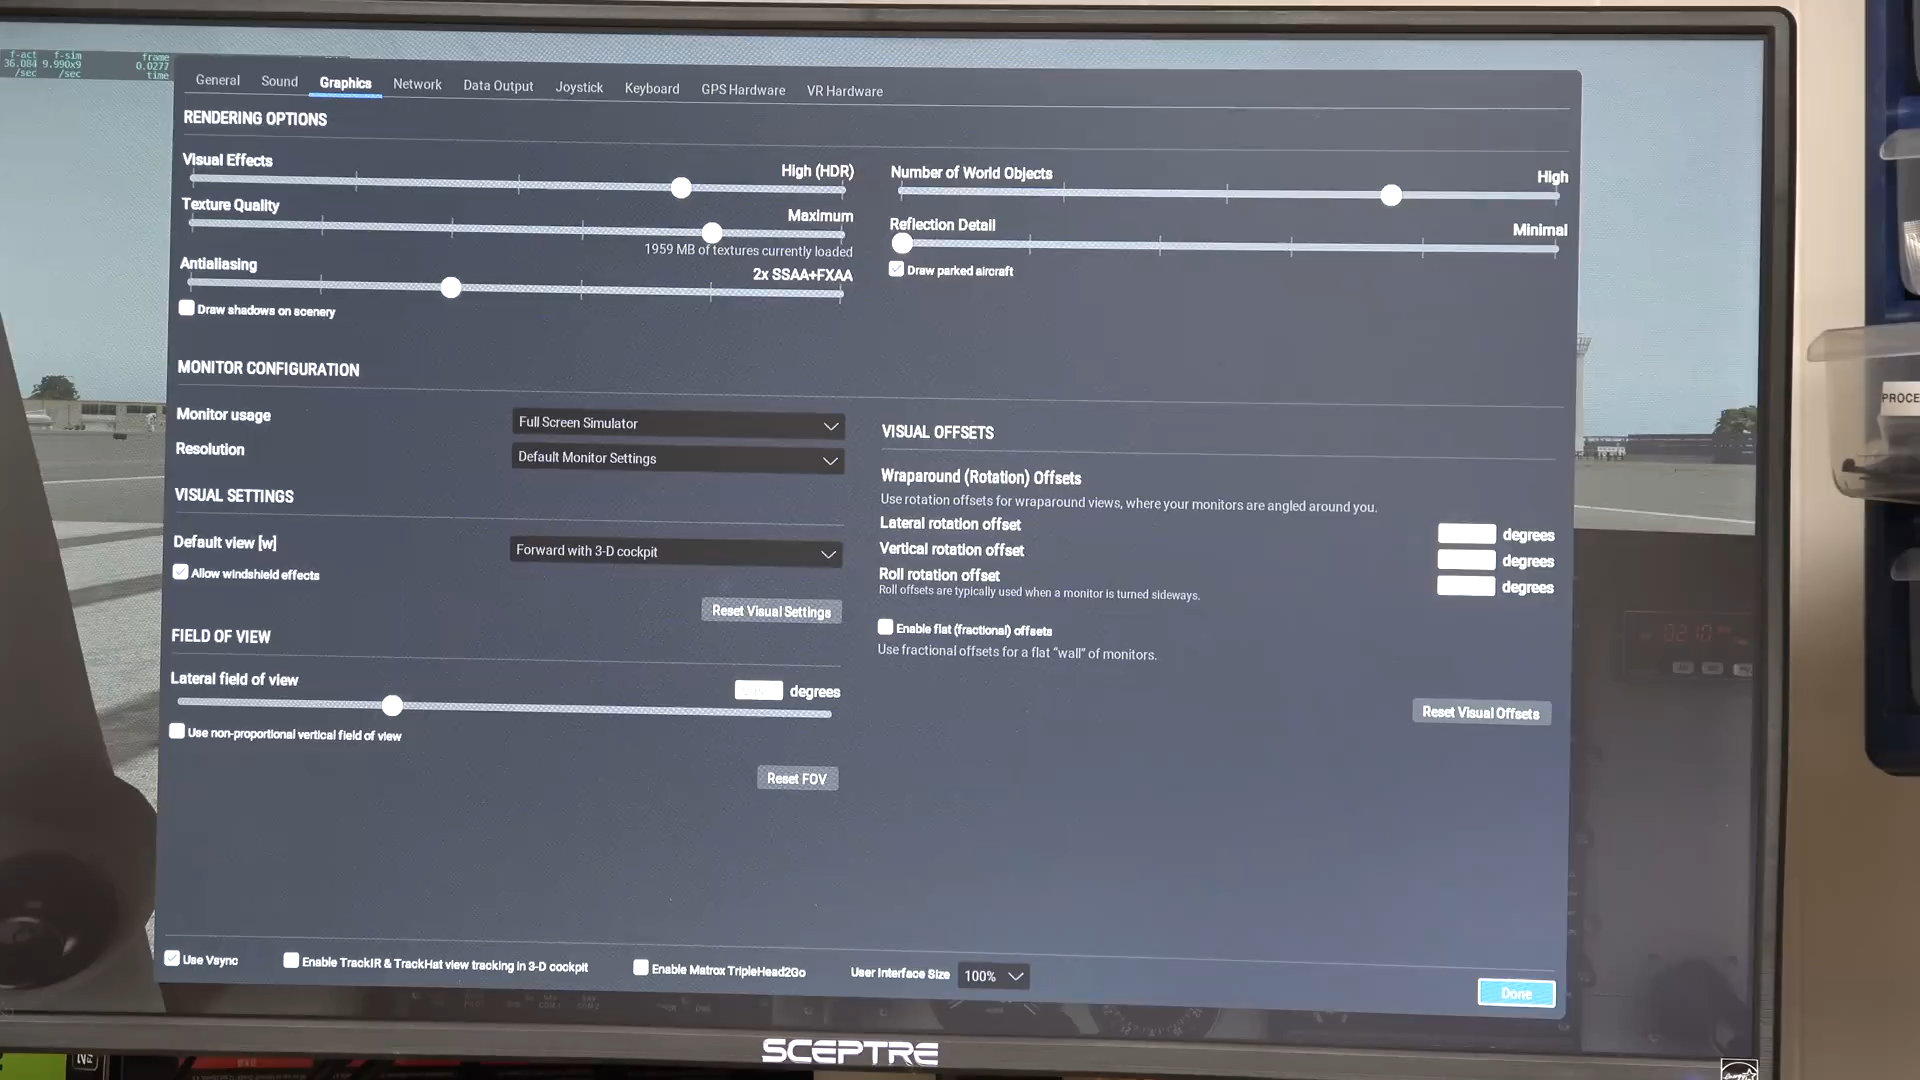 f-act f-sim frame
36.084 9.990x9 0.0277
/sec /sec time
General Sound Graphics Network Data Output Joystick Keyboard GPS Hardware VR Hardware
RENDERING OPTIONS
Visual Effects
High (HDR)
Texture Quality
Maximum
1959 MB of textures currently loaded
Antialiasing
2x SSAA+FXAA
Draw shadows on scenery
Number of World Objects
High
Reflection Detail
Minimal
Draw parked aircraft
MONITOR CONFIGURATION
Monitor usage
Full Screen Simulator
Resolution
Default Monitor Settings
VISUAL SETTINGS
Default view [w]
Forward with 3-D cockpit
Allow windshield effects
Reset Visual Settings
FIELD OF VIEW
Lateral field of view
degrees
Use non-proportional vertical field of view
Reset FOV
VISUAL OFFSETS
Wraparound (Rotation) Offsets
Use rotation offsets for wraparound views, where your monitors are angled around you.
Lateral rotation offset
degrees
Vertical rotation offset
degrees
Roll rotation offset
degrees
Roll offsets are typically used when a monitor is turned sideways.
Enable flat (fractional) offsets
Use fractional offsets for a flat “wall” of monitors.
Reset Visual Offsets
Use Vsync
Enable TrackIR & TrackHat view tracking in 3-D cockpit
Enable Matrox TripleHead2Go
User Interface Size
100%
Done
SCEPTRE
PROCE